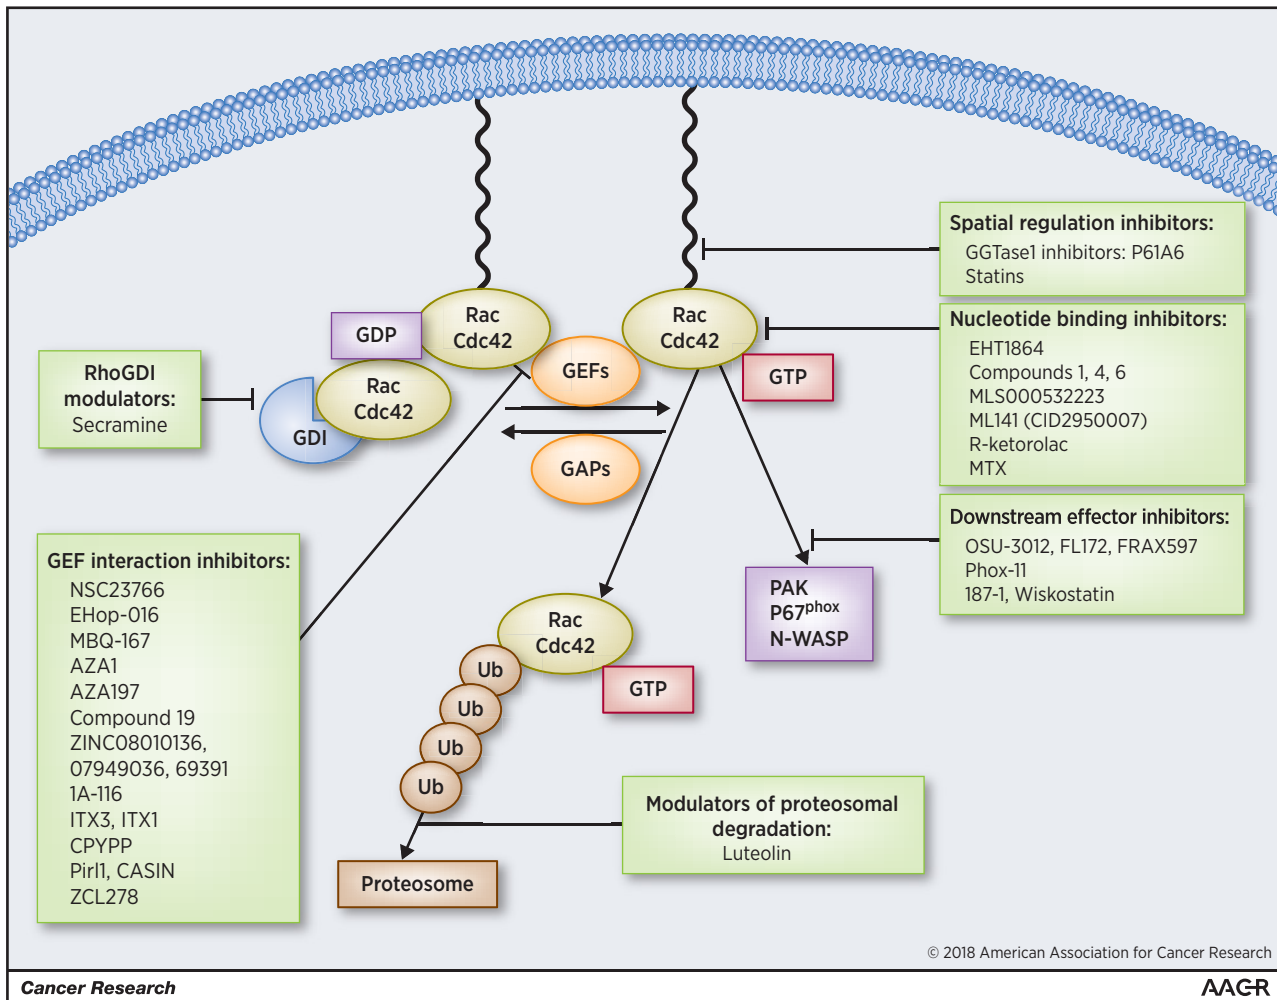 Spatial regulation inhibitors:
GGTase1 inhibitors: P61A6
Statins
Rac
Cdc42
GDP
Rac
Cdc42
GDI
RhoGDI
modulators:
Secramine
GEFs
GAPs
Rac
Cdc42
GTP
Nucleotide binding inhibitors:
EHT1864
Compounds 1, 4, 6
MLS000532223
ML141 (CID2950007)
R-ketorolac
MTX
Downstream effector inhibitors:
OSU-3012, FL172, FRAX597
Phox-11
187-1, Wiskostatin
PAK
P67phox
N-WASP
GEF interaction inhibitors:
NSC23766
EHop-016
MBQ-167
AZA1
AZA197
Compound 19
ZINC08010136,
07949036, 69391
1A-116
ITX3, ITX1
CPYPP
Pirl1, CASIN
ZCL278
Rac
Cdc42
GTP
Ub
Ub
Ub
Ub
Modulators of proteosomal
degradation:
Luteolin
Proteosome
© 2018 American Association for Cancer Research
Cancer Research
AACR